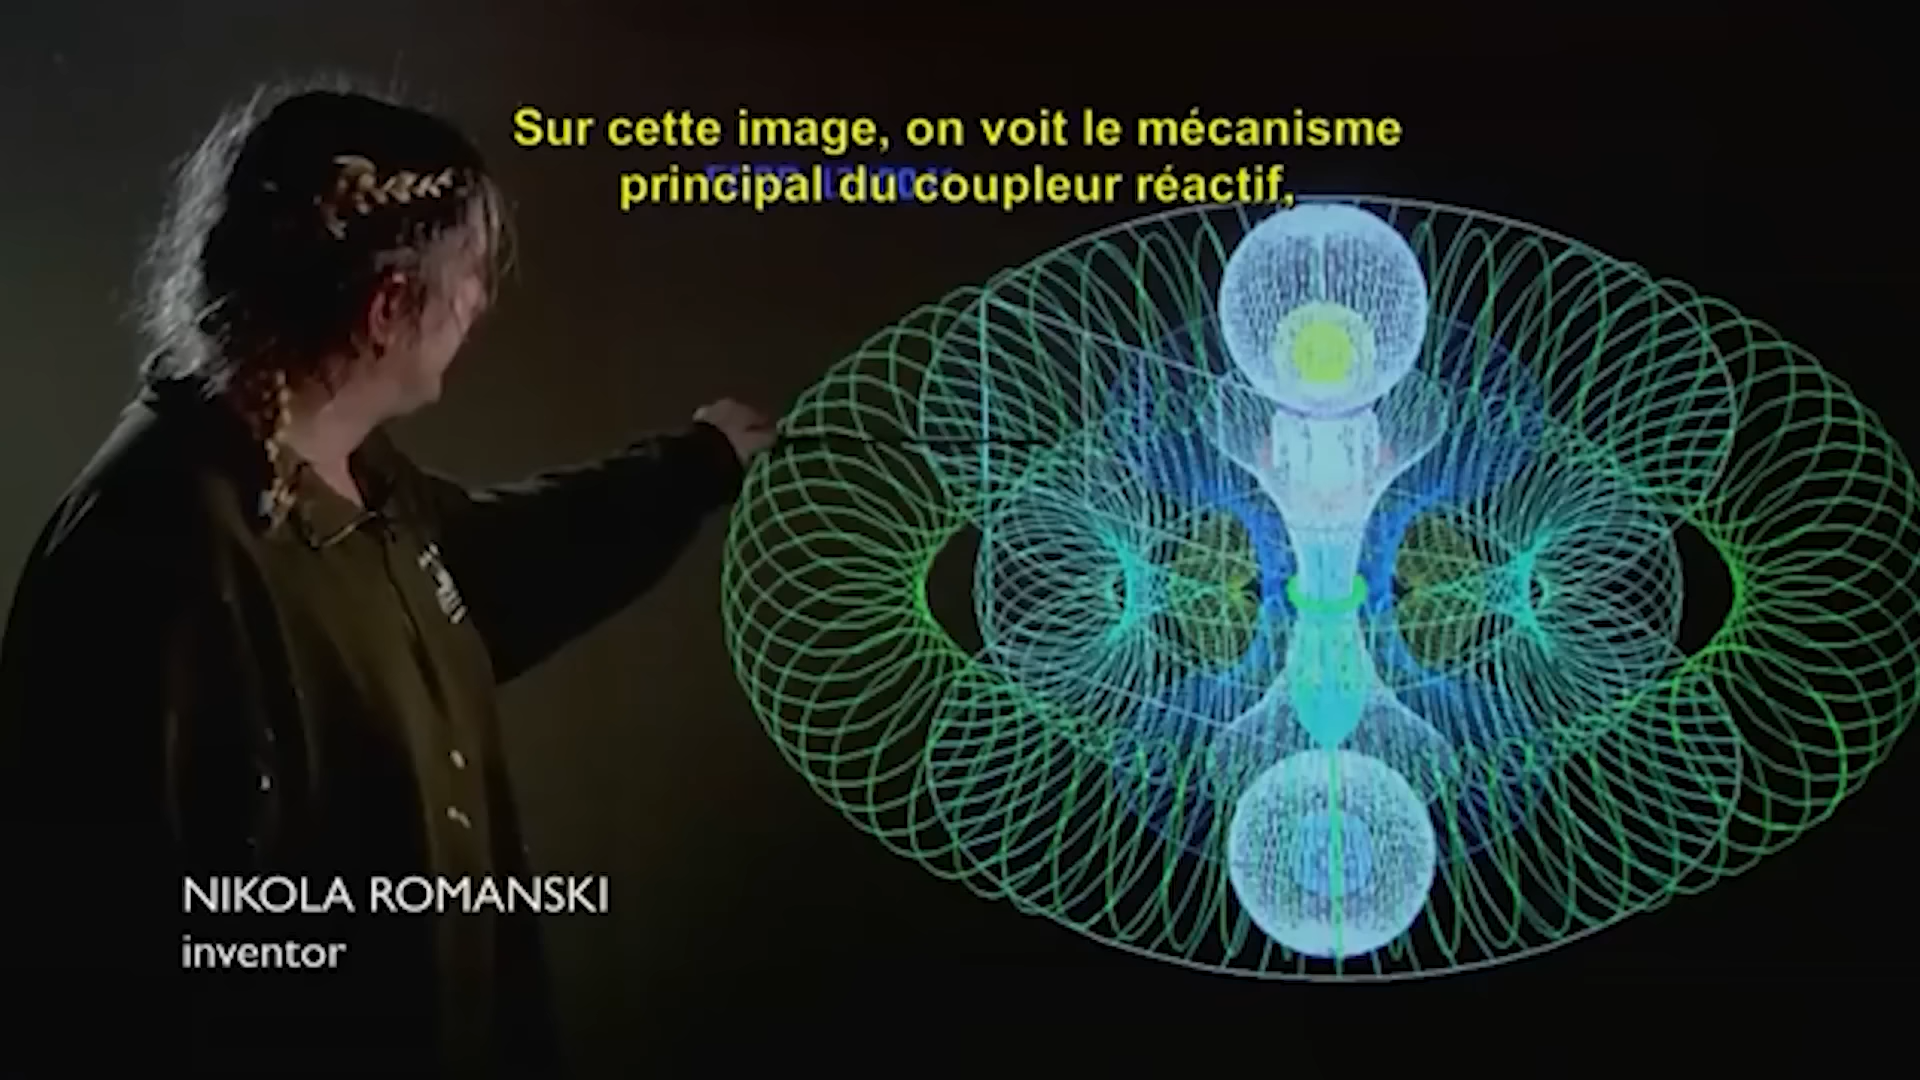 Sur cette image, on voit le mécanisme
principal du coupleur réactif,
NIKOLA ROMANSKI
inventor